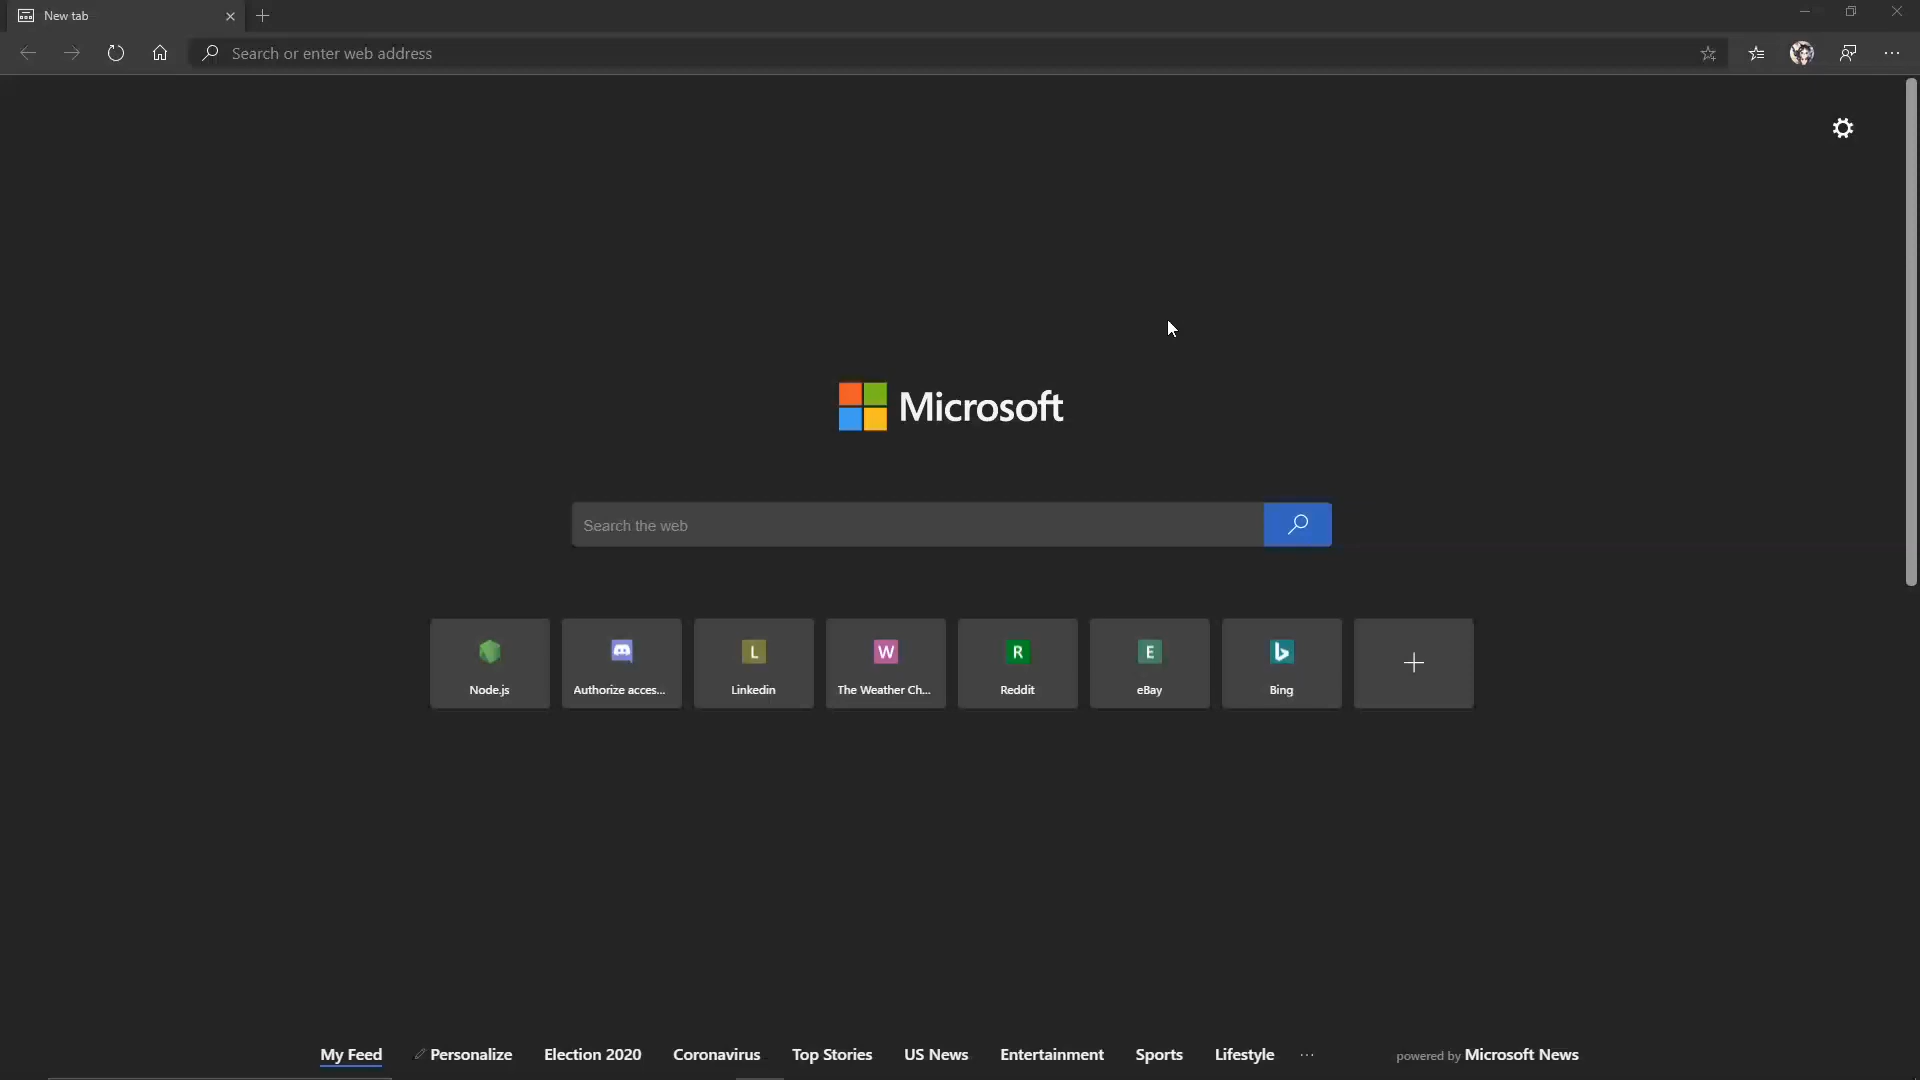 New tab
Search or enter web address
Microsoft
Search the web
L
W
R
E
Node.js
Authorize acces...
Linkedin
The Weather Ch...
Reddit
eBay
Bing
My Feed Personalize Election 2020 Coronavirus Top Stories US News Entertainment Sports Lifestyle ... powered by Microsoft News